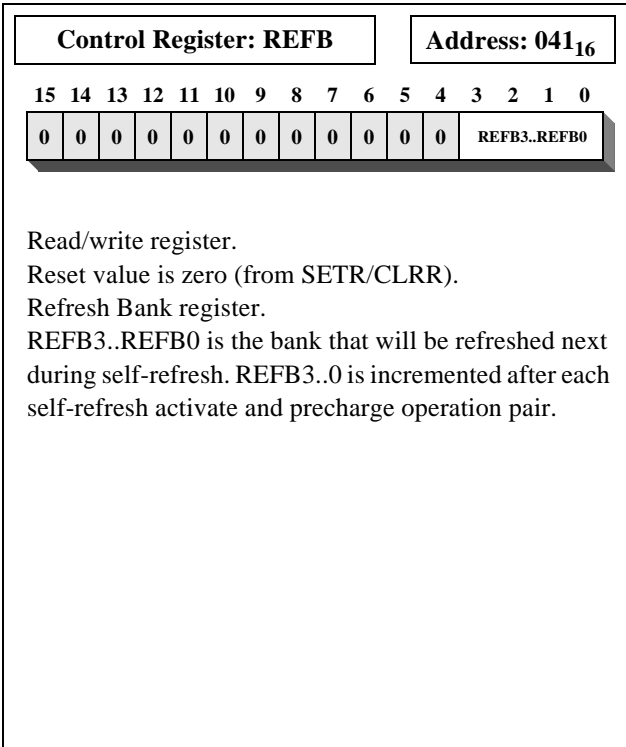 Control Register: REFB
Address: 041₁₆
15 14 13 12 11 10 9 8 7 6 5 4 3 2 1 0
0 0 0 0 0 0 0 0 0 0 0 0 REFB3..REFB0
Read/write register.
Reset value is zero (from SETR/CLRR).
Refresh Bank register.
REFB3..REFB0 is the bank that will be refreshed next
during self-refresh. REFB3..0 is incremented after each
self-refresh activate and precharge operation pair.